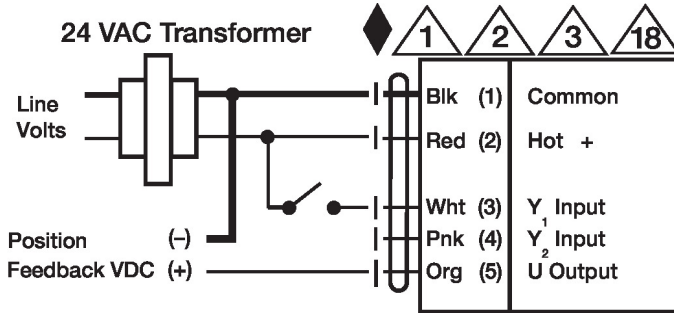 24 VAC Transformer
1 2 3 18
Line
Volts
Blk (1) Common
Red (2) Hot +
Wht (3) Y1 Input
Pnk (4) Y2 Input
Org (5) U Output
Position (–)
Feedback VDC (+)